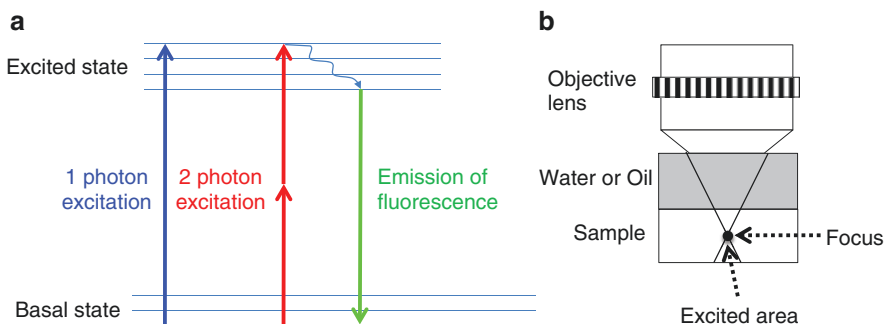 a
Excited state
1 photon
excitation
2 photon
excitation
Emission of
fluorescence
Basal state
b
Objective
lens
Water or Oil
Sample
Focus
Excited area